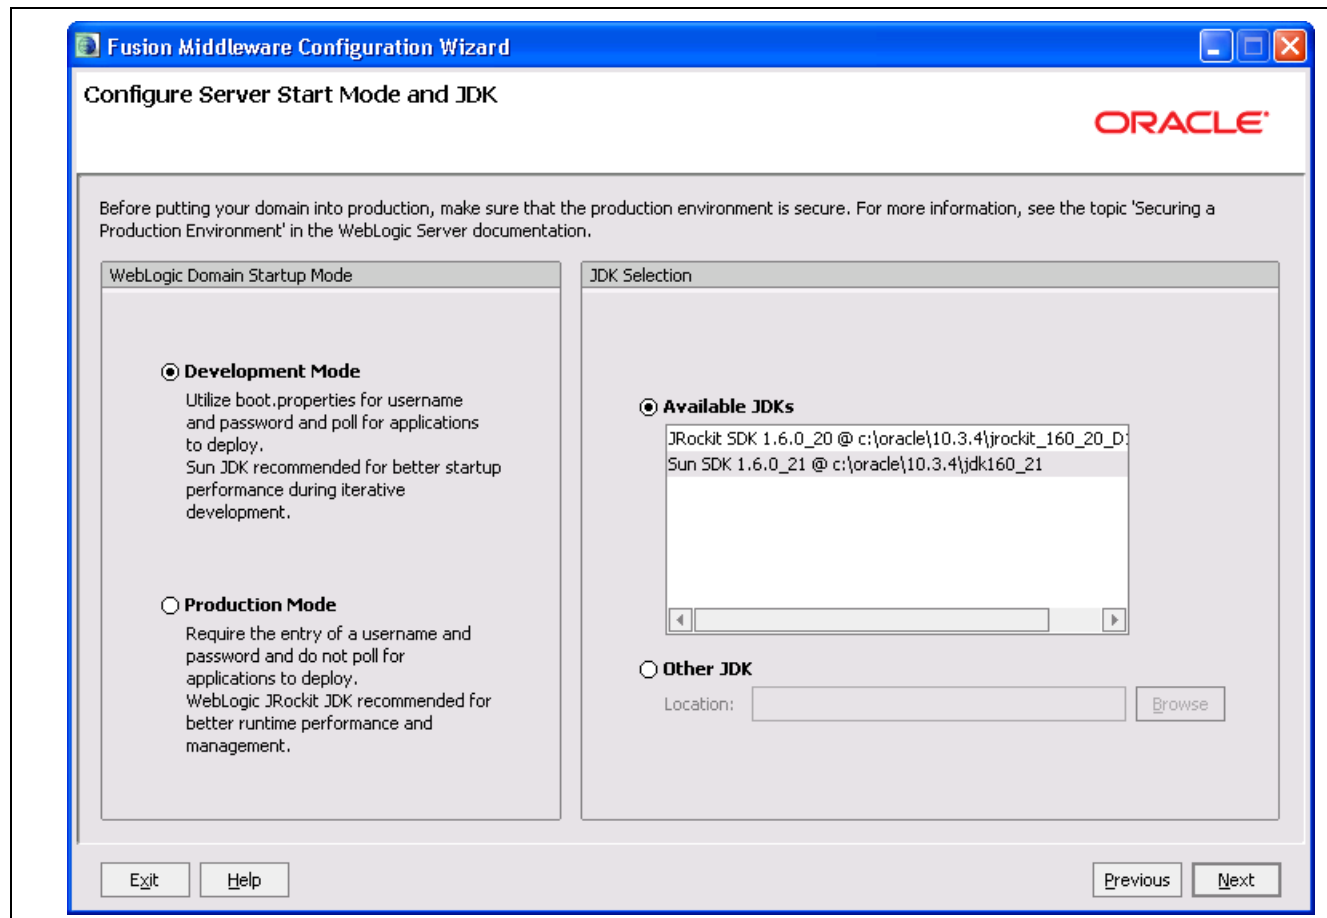 Fusion Middleware Configuration Wizard
Configure Server Start Mode and JDK
ORACLE
Before putting your domain into production, make sure that the production environment is secure. For more information, see the topic 'Securing a
Production Environment' in the WebLogic Server documentation.
WebLogic Domain Startup Mode
Development Mode
Utilize boot.properties for username
and password and poll for applications
to deploy.
Sun JDK recommended for better startup
performance during iterative
development.
Production Mode
Require the entry of a username and
password and do not poll for
applications to deploy.
WebLogic JRockit JDK recommended for
better runtime performance and
management.
JDK Selection
Available JDKs
JRockit SDK 1.6.0_20 @ c:\oracle\10.3.4\jrockit_160_20_D1
Sun SDK 1.6.0_21 @ c:\oracle\10.3.4\jdk160_21
Other JDK
Location:
Browse
Exit
Help
Previous
Next